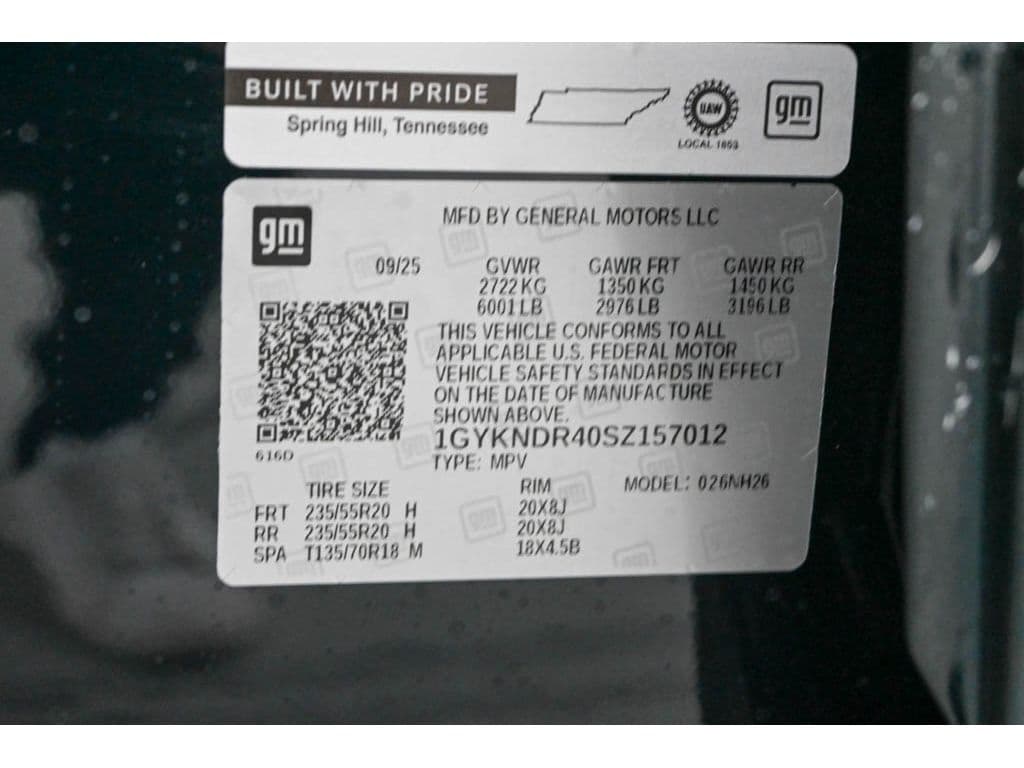 BUILT WITH PRIDE
Spring Hill, Tennessee
UAW
LOCAL 1853
gm
gm
MFD BY GENERAL MOTORS LLC
09/25 GVWR GAWR FRT GAWR RR
2722 KG 1350 KG 1450 KG
6001 LB 2976 LB 3196 LB
THIS VEHICLE CONFORMS TO ALL
APPLICABLE U.S. FEDERAL MOTOR
VEHICLE SAFETY STANDARDS IN EFFECT
ON THE DATE OF MANUFACTURE
SHOWN ABOVE.
1GYKNDR40SZ157012
616D
TYPE: MPV
TIRE SIZE RIM MODEL: 026NH26
FRT 235/55R20 H 20X8J
RR 235/55R20 H 20X8J
SPA T135/70R18 M 18X4.5B